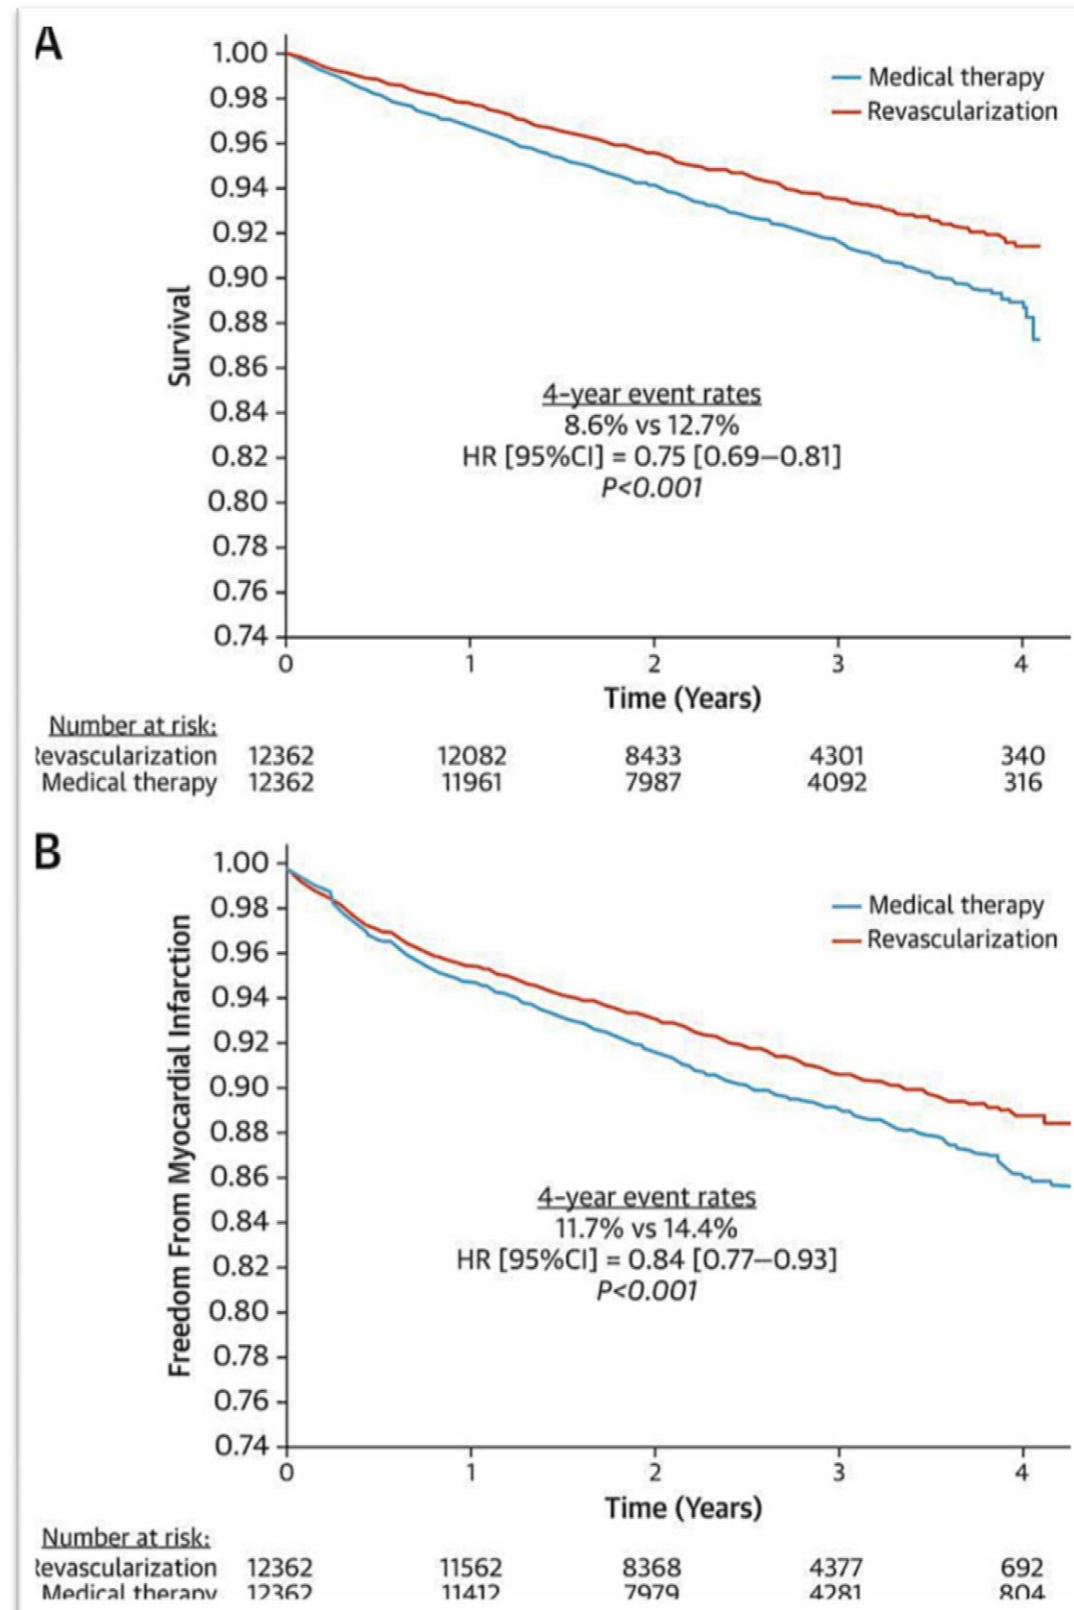 A
1.00
0.98
0.96
0.94
0.92
0.90
0.88
0.86
0.84
0.82
0.80
0.78
0.76
0.74
Survival
Medical therapy
Revascularization
4-year event rates
8.6% vs 12.7%
HR [95%CI] = 0.75 [0.69–0.81]
P<0.001
0 1 2 3 4
Time (Years)
Number at risk:
Revascularization 12362 12082 8433 4301 340
Medical therapy 12362 11961 7987 4092 316
B
1.00
0.98
0.96
0.94
0.92
0.90
0.88
0.86
0.84
0.82
0.80
0.78
0.76
0.74
Freedom From Myocardial Infarction
Medical therapy
Revascularization
4-year event rates
11.7% vs 14.4%
HR [95%CI] = 0.84 [0.77–0.93]
P<0.001
0 1 2 3 4
Time (Years)
Number at risk:
Revascularization 12362 11562 8368 4377 692
Medical therapy 12362 11412 7979 4281 804